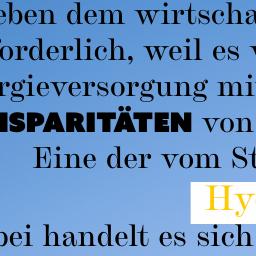 eben dem wirtscha
forderlich, weil es v
rgieversorgung mi
ISPARITÄTEN von
Eine der vom St
Hy
bei handelt es sich